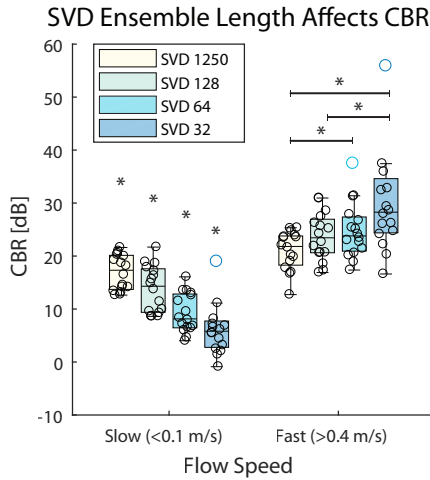 SVD Ensemble Length Affects CBR
60
50
40
30
20
10
0
-10
CBR [dB]
SVD 1250
SVD 128
SVD 64
SVD 32
*
*
*
*
*
*
*
Slow (<0.1 m/s)
Fast (>0.4 m/s)
Flow Speed